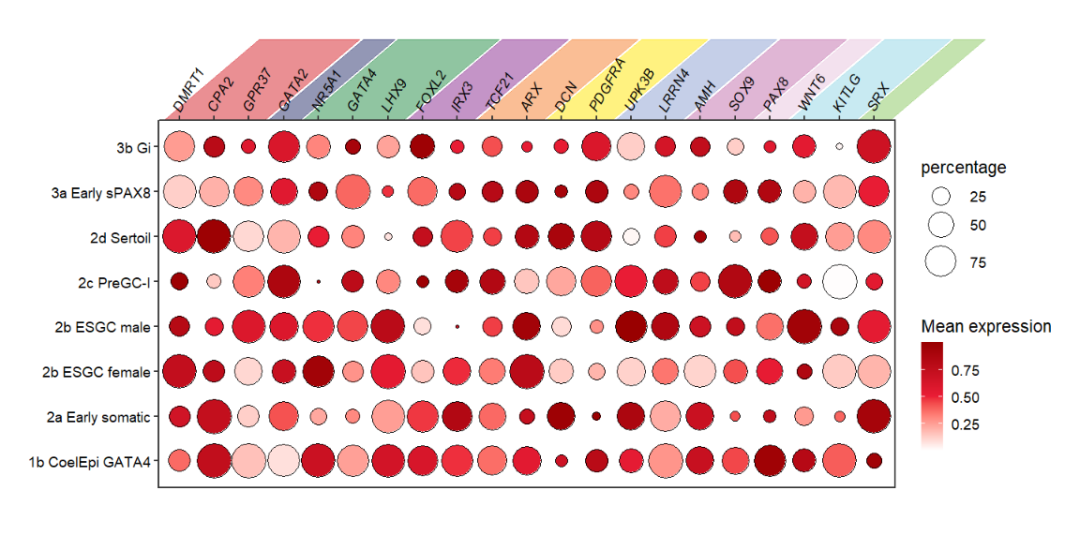 DMRT1 CPA2 GPR37 GATA2 NR5A1 GATA4 LHX9 FOXL2 IRX3 TCF21 ARX DCN PDGFRA UPK3B LRRN4 AMH SOX9 PAX8 WNT6 KITLG SRX
3b Gi
3a Early sPAX8
2d Sertoil
2c PreGC-I
2b ESGC male
2b ESGC female
2a Early somatic
1b CoelEpi GATA4
percentage
25
50
75
Mean expression
0.75
0.50
0.25